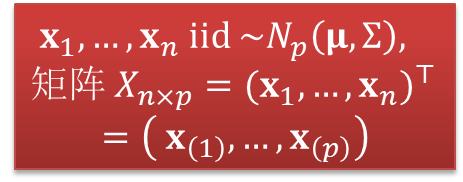 𝐱₁, … , 𝐱ₙ iid ~Nₚ(𝛍, Σ),
矩阵 Xₙₓₚ = (𝐱₁, … , 𝐱ₙ)⊤
= ( 𝐱₍₁₎, … , 𝐱₍ₚ₎)